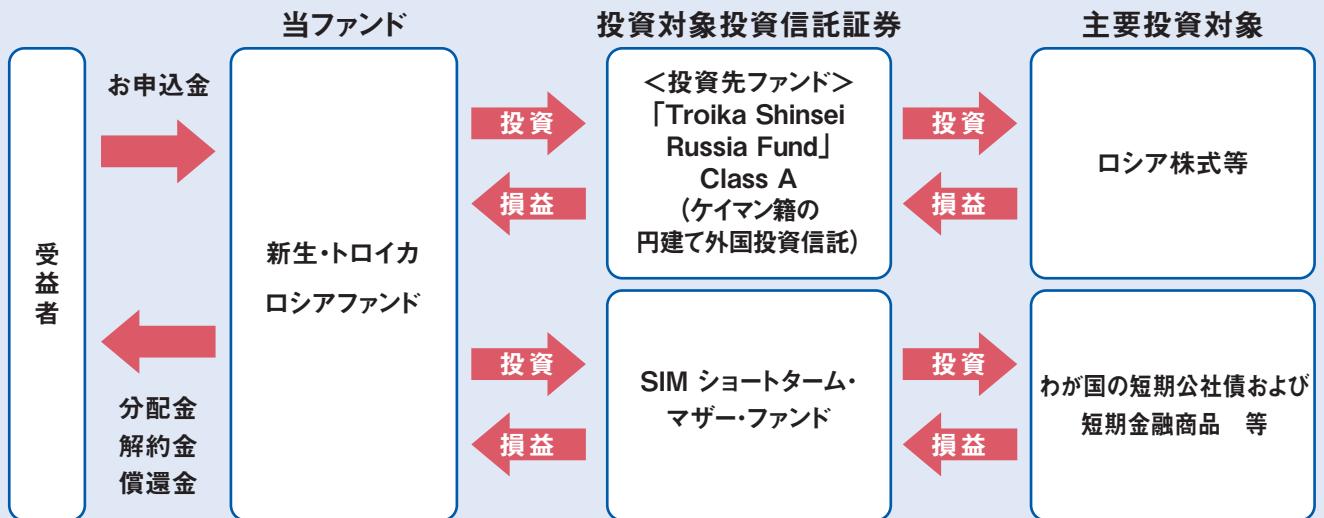 当ファンド
投資対象投資信託証券
主要投資対象
受益者
お申込金
分配金
解約金
償還金
新生・トロイカ
ロシアファンド
投資
損益
＜投資先ファンド＞
「Troika Shinsei
Russia Fund」
Class A
(ケイマン籍の
円建て外国投資信託)
投資
損益
ロシア株式等
投資
損益
SIM ショートターム・
マザー・ファンド
投資
損益
わが国の短期公社債および
短期金融商品　等